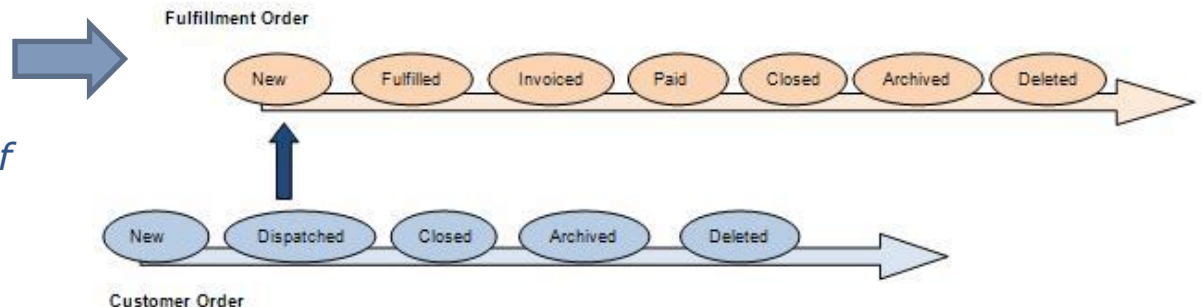 Fulfillment Order
New Fulfilled Invoiced Paid Closed Archived Deleted
f
New Dispatched Closed Archived Deleted
Customer Order